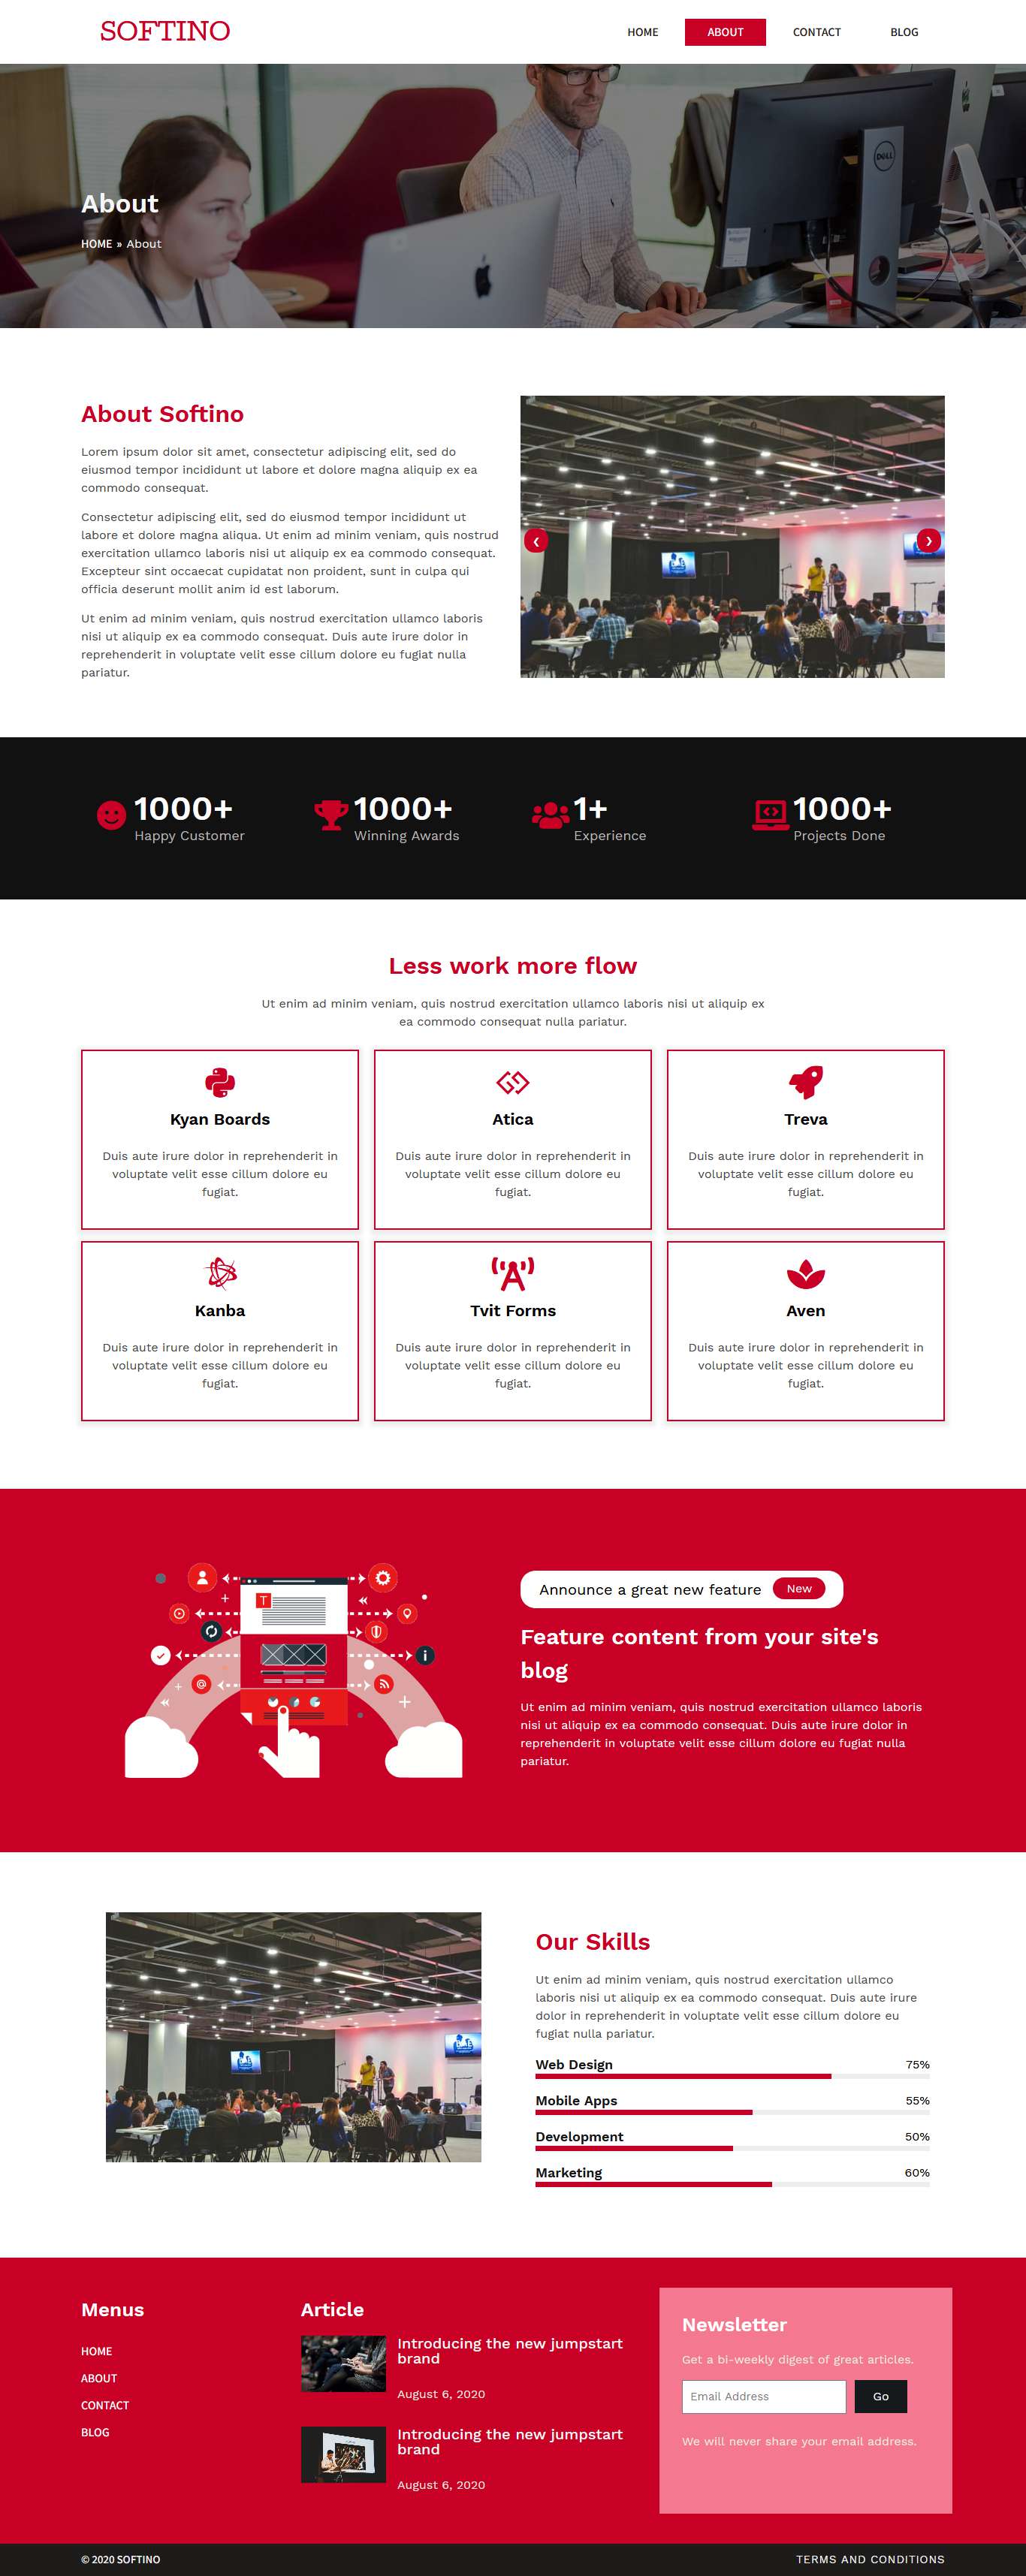 SOFTINO
HOME
ABOUT
CONTACT
BLOG
DELL
About
HOME » About
About Softino
Lorem ipsum dolor sit amet, consectetur adipiscing elit, sed do
eiusmod tempor incididunt ut labore et dolore magna aliquip ex ea
commodo consequat.
Consectetur adipiscing elit, sed do eiusmod tempor incididunt ut
labore et dolore magna aliqua. Ut enim ad minim veniam, quis nostrud
exercitation ullamco laboris nisi ut aliquip ex ea commodo consequat.
Excepteur sint occaecat cupidatat non proident, sunt in culpa qui
officia deserunt mollit anim id est laborum.
Ut enim ad minim veniam, quis nostrud exercitation ullamco laboris
nisi ut aliquip ex ea commodo consequat. Duis aute irure dolor in
reprehenderit in voluptate velit esse cillum dolore eu fugiat nulla
pariatur.
1000+
Happy Customer
1000+
Winning Awards
1+
Experience
1000+
Projects Done
Less work more flow
Ut enim ad minim veniam, quis nostrud exercitation ullamco laboris nisi ut aliquip ex
ea commodo consequat nulla pariatur.
Kyan Boards
Duis aute irure dolor in reprehenderit in
voluptate velit esse cillum dolore eu
fugiat.
Atica
Duis aute irure dolor in reprehenderit in
voluptate velit esse cillum dolore eu
fugiat.
Treva
Duis aute irure dolor in reprehenderit in
voluptate velit esse cillum dolore eu
fugiat.
Kanba
Duis aute irure dolor in reprehenderit in
voluptate velit esse cillum dolore eu
fugiat.
Tvit Forms
Duis aute irure dolor in reprehenderit in
voluptate velit esse cillum dolore eu
fugiat.
Aven
Duis aute irure dolor in reprehenderit in
voluptate velit esse cillum dolore eu
fugiat.
T
Announce a great new feature New
Feature content from your site's
blog
Ut enim ad minim veniam, quis nostrud exercitation ullamco laboris
nisi ut aliquip ex ea commodo consequat. Duis aute irure dolor in
reprehenderit in voluptate velit esse cillum dolore eu fugiat nulla
pariatur.
Our Skills
Ut enim ad minim veniam, quis nostrud exercitation ullamco
laboris nisi ut aliquip ex ea commodo consequat. Duis aute irure
dolor in reprehenderit in voluptate velit esse cillum dolore eu
fugiat nulla pariatur.
Web Design 75%
Mobile Apps 55%
Development 50%
Marketing 60%
Menus
HOME
ABOUT
CONTACT
BLOG
Article
Introducing the new jumpstart
brand
August 6, 2020
Introducing the new jumpstart
brand
August 6, 2020
Newsletter
Get a bi-weekly digest of great articles.
Email Address
Go
We will never share your email address.
© 2020 SOFTINO
TERMS AND CONDITIONS